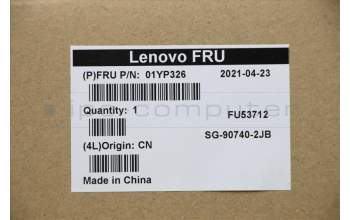 Lenovo FRU
(P)FRU P/N: 01YP326 2021-04-23
Quantity: 1 FU53712
SG-90740-2JB
(4L)Origin: CN
Made in China